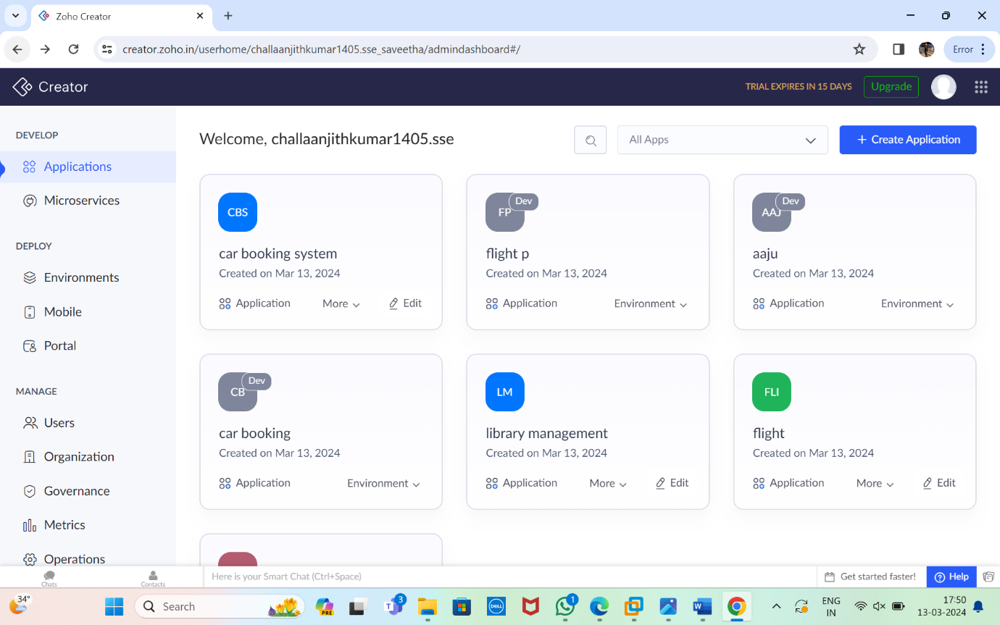 Zoho Creator
creator.zoho.in/userhome/challaanjithkumar1405.sse_saveetha/admindashboard#/
Error
Creator
TRIAL EXPIRES IN 15 DAYS
Upgrade
DEVELOP
Applications
Microservices
DEPLOY
Environments
Mobile
Portal
MANAGE
Users
Organization
Governance
Metrics
Operations
Welcome, challaanjithkumar1405.sse
All Apps
+ Create Application
CBS
car booking system
Created on Mar 13, 2024
Application More Edit
FP Dev
flight p
Created on Mar 13, 2024
Application Environment
AAJ Dev
aaju
Created on Mar 13, 2024
Application Environment
CB Dev
car booking
Created on Mar 13, 2024
Application Environment
LM
library management
Created on Mar 13, 2024
Application More Edit
FLI
flight
Created on Mar 13, 2024
Application More Edit
Chats
Contacts
Here is your Smart Chat (Ctrl+Space)
Get started faster!
Help
34°
Search
PRE
3
DELL
1
ENG
IN
17:50
13-03-2024